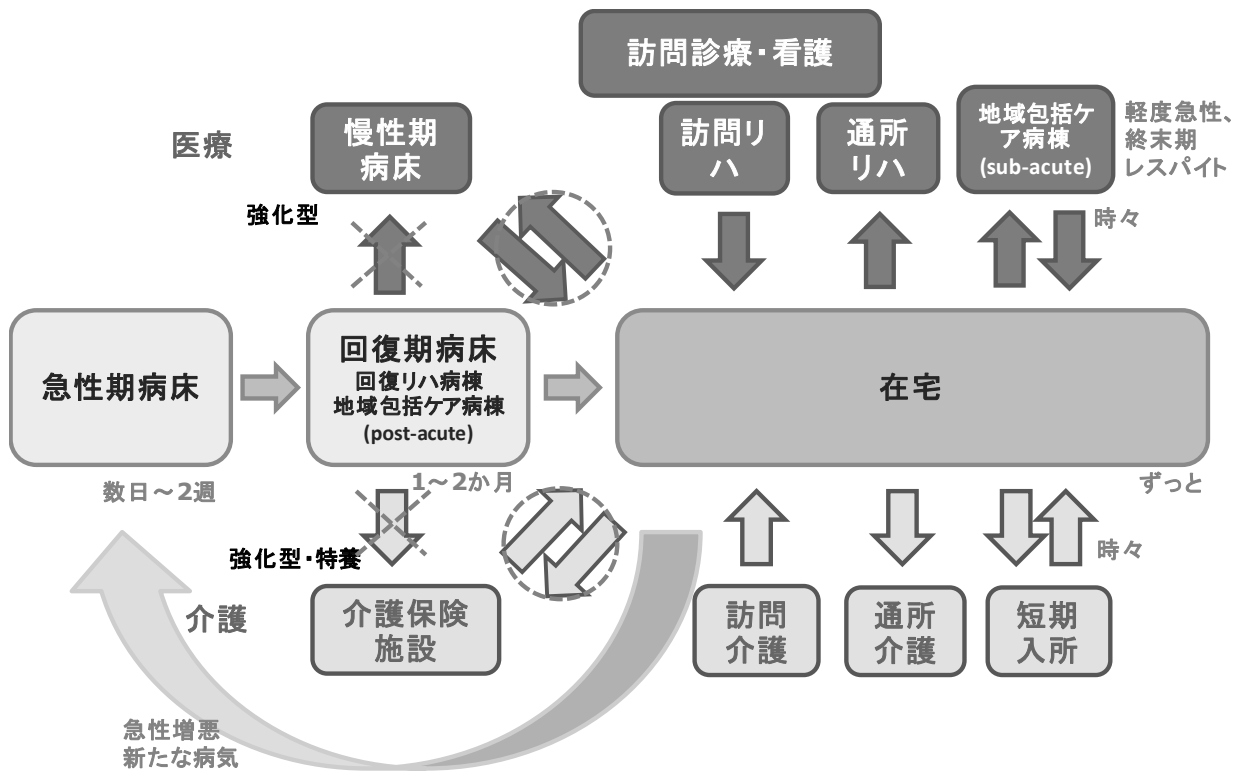 訪問診療・看護
医療
慢性期
病床
訪問リ
ハ
通所
リハ
地域包括ケ
ア病棟
(sub-acute)
軽度急性、
終末期
レスパイト
強化型
時々
急性期病床
回復期病床
回復リハ病棟
地域包括ケア病棟
(post-acute)
在宅
数日～2週
1～2か月
ずっと
強化型・特養
時々
介護
介護保険
施設
訪問
介護
通所
介護
短期
入所
急性増悪
新たな病気